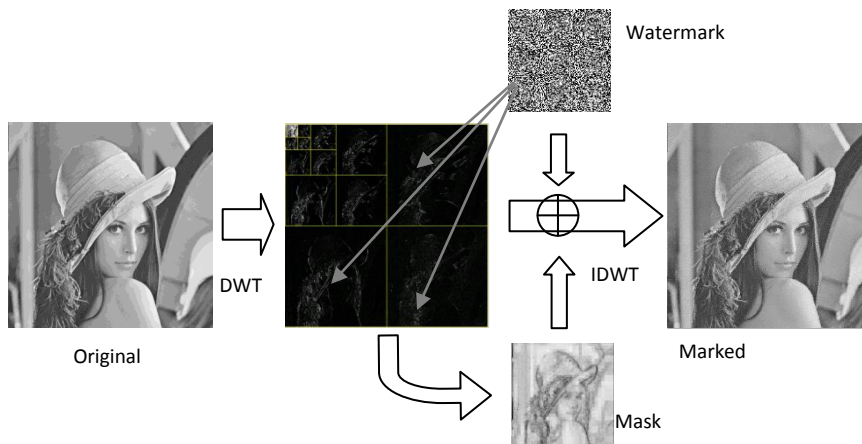 Watermark
DWT
IDWT
Original
Marked
Mask